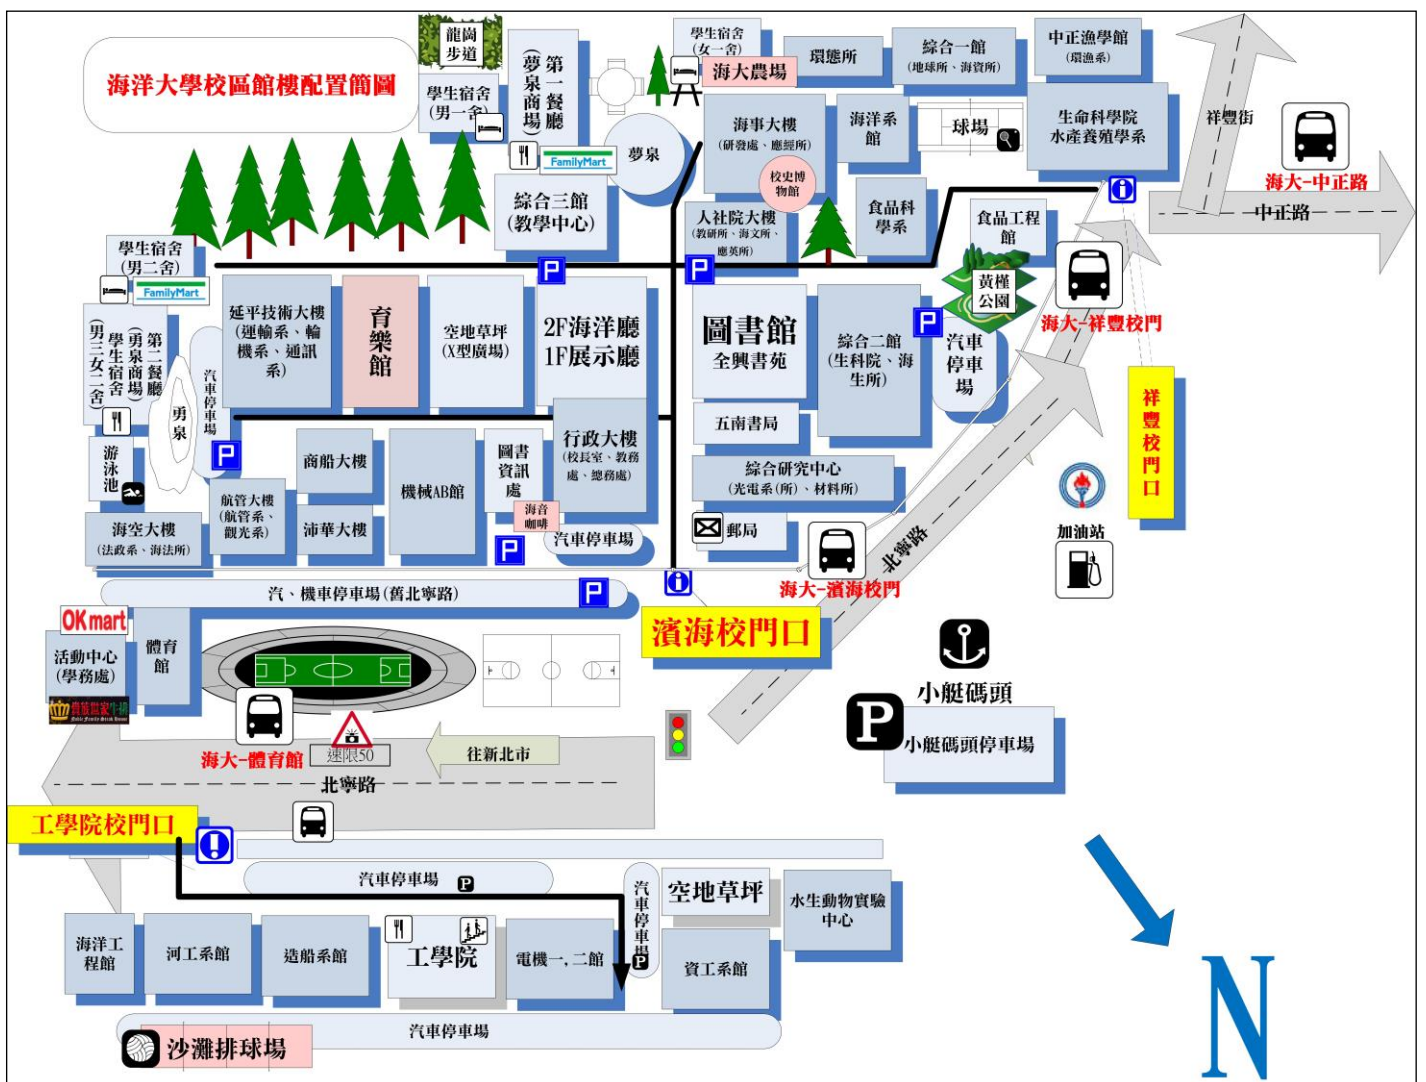 海洋大學校區館樓配置簡圖
龍崗
步道
學生宿舍
(男一舍)
第一餐廳
(夢泉商場)
FamilyMart
夢泉
綜合三館
(教學中心)
學生宿舍
(女一舍)
海大農場
環態所
綜合一館
(地球所、海資所)
中正漁學館
(環漁系)
海事大樓
(研發處、應經所)
校史博
物館
海洋系
館
球場
生命科學院
水產養殖學系
祥豐街
海大-中正路
中正路
人社院大樓
(教研所、海文所、
應英所)
食品科
學系
食品工程
館
黃槿
公園
海大-祥豐校門
學生宿舍
(男二舍)
FamilyMart
第二餐廳
(勇泉商場)
學生宿舍
(男三女二舍)
勇泉
汽車停車場
延平技術大樓
(運輸系、輪
機系、通訊
系)
育
樂
館
空地草坪
(X型廣場)
2F海洋廳
1F展示廳
圖書館
全興書苑
綜合二館
(生科院、海
生所)
汽車
停車
場
祥豐校門口
五南書局
綜合研究中心
(光電系(所)、材料所)
郵局
游泳池
海空大樓
(法政系、海法所)
航管大樓
(航管系、
觀光系)
商船大樓
沛華大樓
機械AB館
圖書
資訊
處
海音
咖啡
行政大樓
(校長室、教務
處、總務處)
汽車停車場
海大-濱海校門
北寧路
加油站
汽、機車停車場(舊北寧路)
濱海校門口
OKmart
活動中心
(學務處)
貴族世家牛排
Noble Family Steak House
體育
館
小艇碼頭
P
小艇碼頭停車場
海大-體育館
速限50
往新北市
北寧路
工學院校門口
汽車停車場
P
汽車停車場
P
空地草坪
水生動物實驗
中心
海洋工
程館
河工系館
造船系館
工學院
電機一,二館
資工系館
汽車停車場
沙灘排球場
N